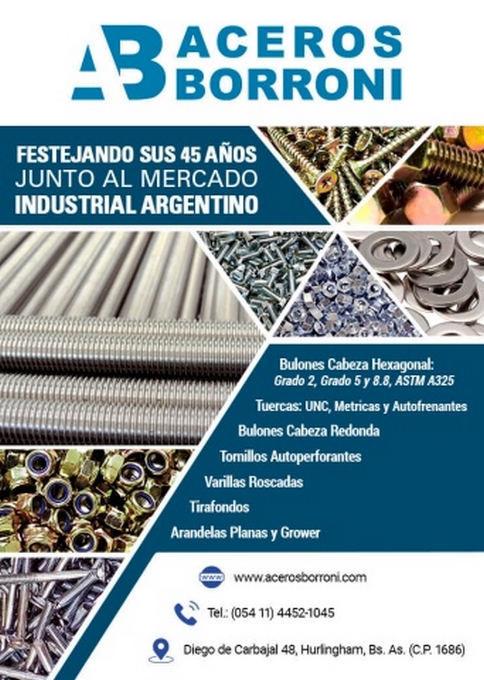 AB ACEROS
BORRONI
FESTEJANDO SUS 45 AÑOS
JUNTO AL MERCADO
INDUSTRIAL ARGENTINO
Bulones Cabeza Hexagonal:
Grado 2, Grado 5 y 8.8, ASTM A325
Tuercas: UNC, Metricas y Autofrenantes
Bulones Cabeza Redonda
Tornillos Autoperforantes
Varillas Roscadas
Tirafondos
Arandelas Planas y Grower
www www.acerosborroni.com
Tel.: (054 11) 4452-1045
Diego de Carbajal 48, Hurlingham, Bs. As. (C.P. 1686)